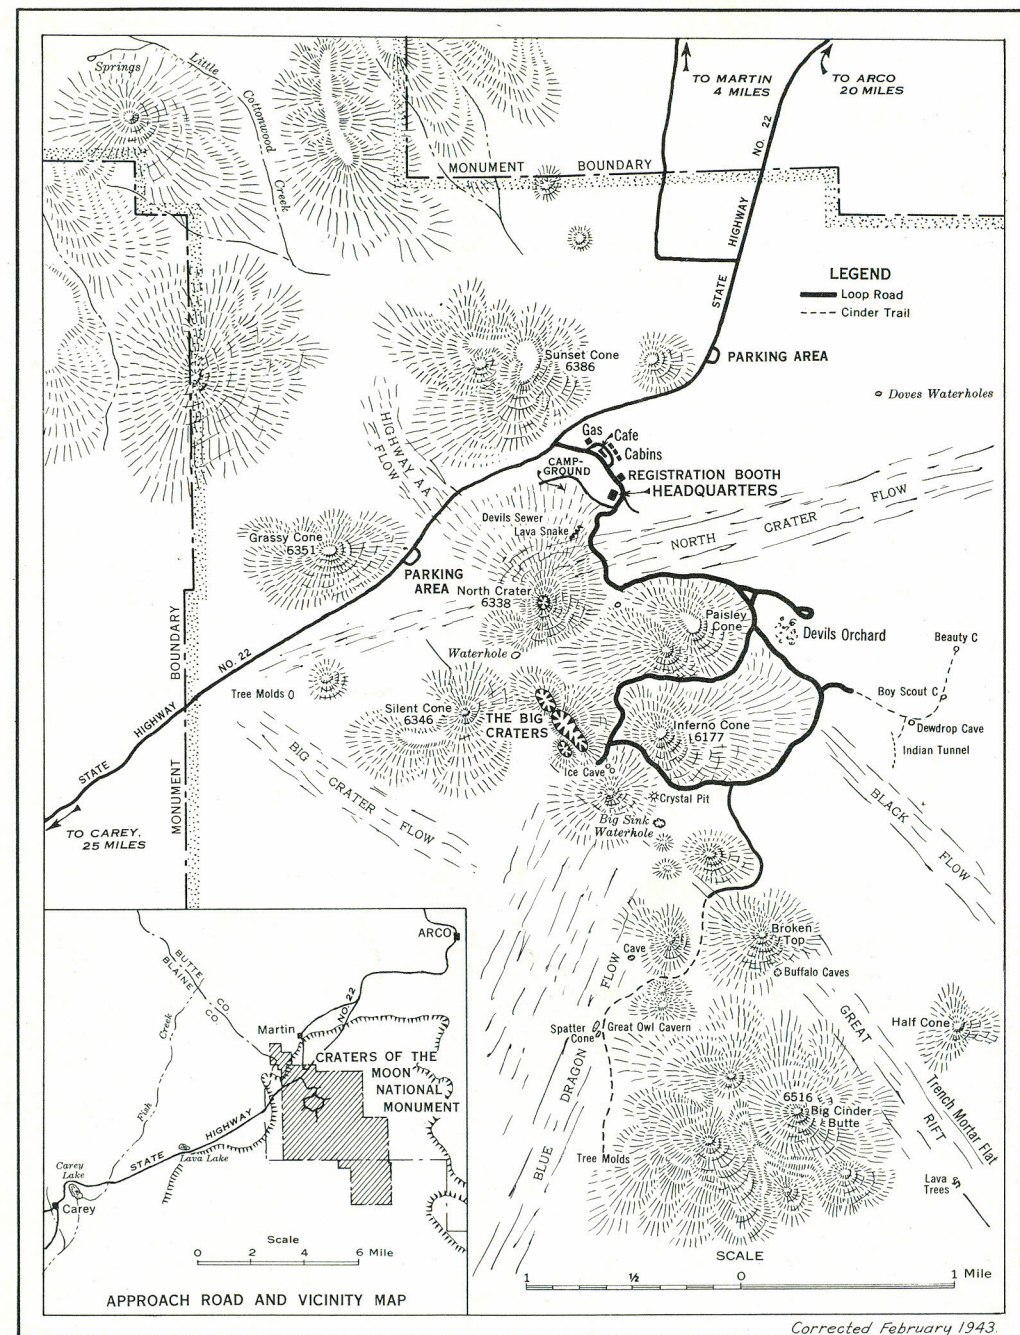 Springs
Little
Cottonwood
Creek
TO MARTIN
4 MILES
TO ARCO
20 MILES
MONUMENT BOUNDARY
STATE HIGHWAY NO. 22
LEGEND
Loop Road
Cinder Trail
Sunset Cone
6386
PARKING AREA
Doves Waterholes
HIGHWAY AA
FLOW
Gas
Cafe
Cabins
CAMP-
GROUND
REGISTRATION BOOTH
HEADQUARTERS
Devils Sewer
Lava Snake
NORTH CRATER FLOW
Grassy Cone
6351
PARKING
AREA
North Crater
6338
Paisley
Cone
Devils Orchard
Beauty C
Waterhole
Tree Molds
Silent Cone
6346
THE BIG
CRATERS
Inferno Cone
6177
Boy Scout C
Dewdrop Cave
Indian Tunnel
STATE HIGHWAY NO. 22
MONUMENT BOUNDARY
BIG CRATER FLOW
Ice Cave
Crystal Pit
Big Sink
Waterhole
BLACK FLOW
TO CAREY.
25 MILES
Broken
Top
Cave
Buffalo Caves
BLUE DRAGON FLOW
Spatter
Cone
Great Owl Cavern
GREAT RIFT
Half Cone
Trench Mortar Flat
6516
Big Cinder
Butte
Tree Molds
Lava
Trees
SCALE
1 ½ 0 1 Mile
ARCO
BUTTE CO.
BLAINE CO.
NO. 22
Martin
CRATERS OF THE
MOON
NATIONAL
MONUMENT
Fish Creek
STATE HIGHWAY
Lava Lake
Carey
Lake
Carey
Scale
0 2 4 6 Mile
APPROACH ROAD AND VICINITY MAP
Corrected February 1943.